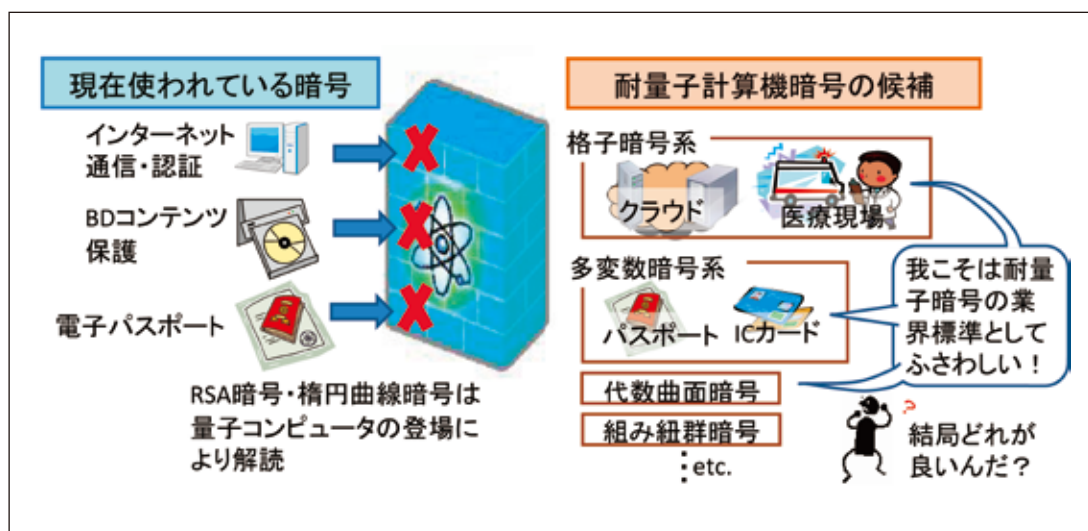 現在使われている暗号
インターネット
通信・認証
BDコンテンツ
保護
電子パスポート
RSA暗号・楕円曲線暗号は
量子コンピュータの登場に
より解読
耐量子計算機暗号の候補
格子暗号系
クラウド
医療現場
多変数暗号系
パスポート
ICカード
代数曲面暗号
組み紐群暗号
⋮etc.
我こそは耐量
子暗号の業
界標準として
ふさわしい!
?
結局どれが
良いんだ?